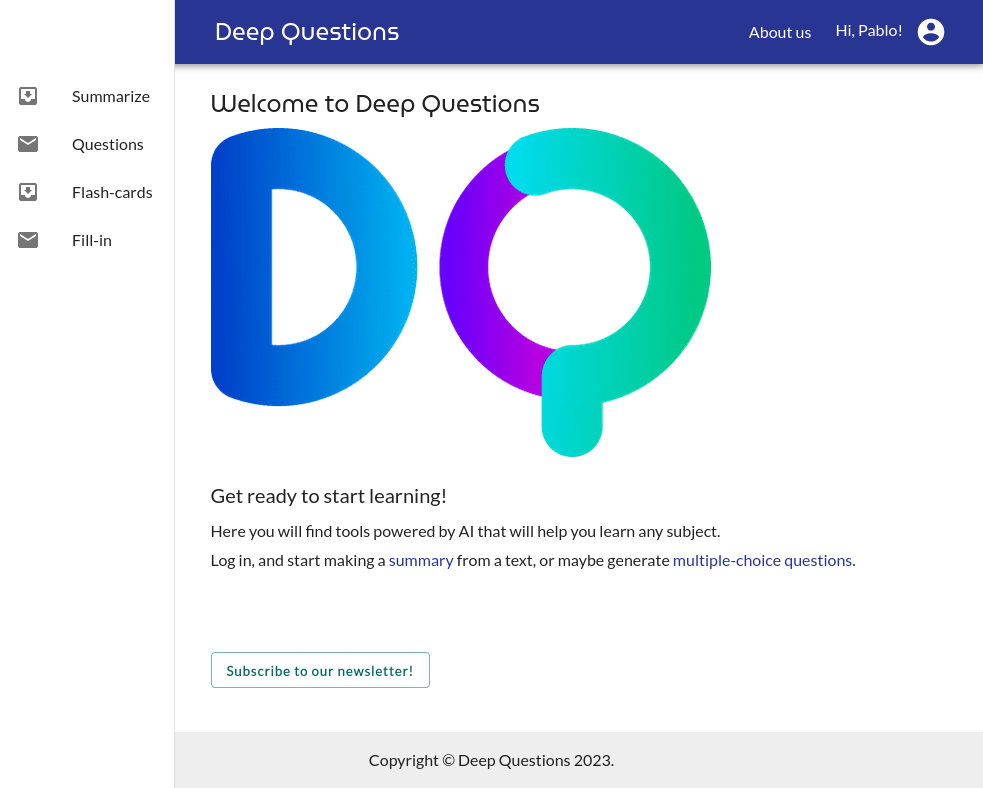 Deep Questions
About us
Hi, Pablo!
Summarize
Questions
Flash-cards
Fill-in
Welcome to Deep Questions
DQ
Get ready to start learning!
Here you will find tools powered by AI that will help you learn any subject.
Log in, and start making a summary from a text, or maybe generate multiple-choice questions.
Subscribe to our newsletter!
Copyright © Deep Questions 2023.